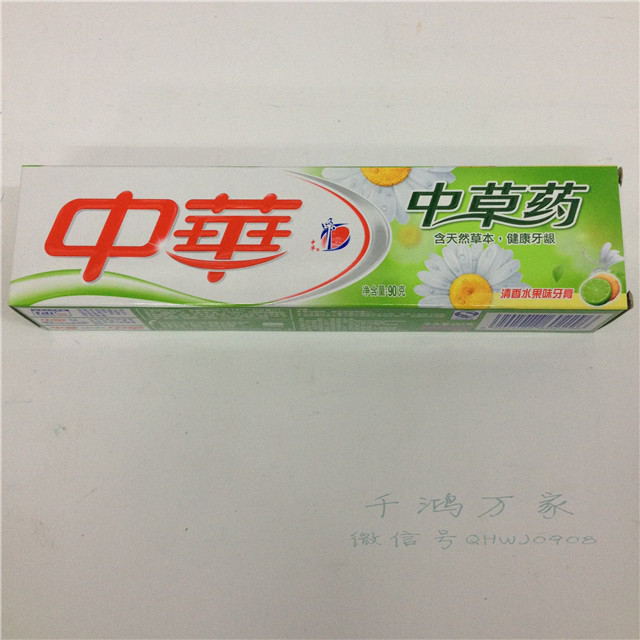 中華
中草药
含天然草本·健康牙龈
净含量:90克
清香水果味牙膏
千鸿万家
微信号QHWJ0908